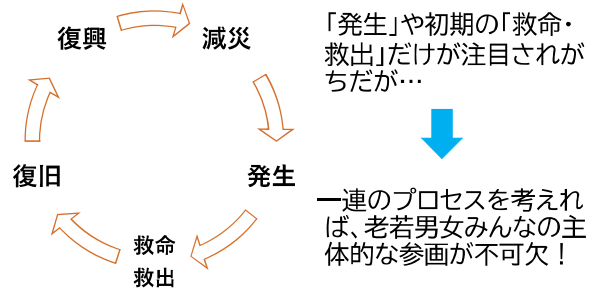 復興
減災
発生
救命
救出
復旧
「発生」や初期の「救命・
救出」だけが注目されが
ちだが…
一連のプロセスを考えれ
ば、老若男女みんなの主
体的な参画が不可欠！